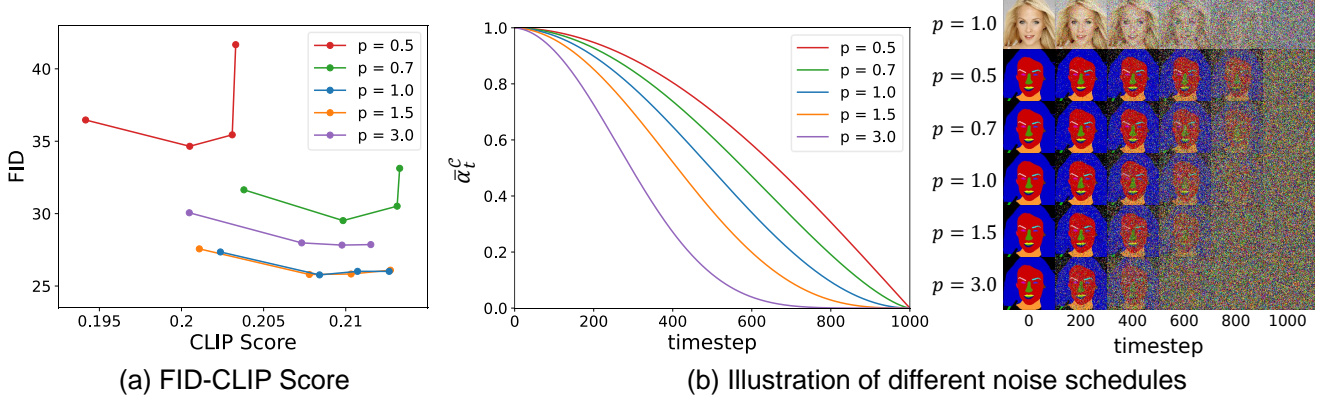 FID
40
35
30
25
0.195
0.2
0.205
0.21
CLIP Score
p = 0.5
p = 0.7
p = 1.0
p = 1.5
p = 3.0
(a) FID-CLIP Score
ᾱₜ^𝒞
1.0
0.8
0.6
0.4
0.2
0.0
0 200 400 600 800 1000
timestep
p = 0.5
p = 0.7
p = 1.0
p = 1.5
p = 3.0
p = 1.0
p = 0.5
p = 0.7
p = 1.0
p = 1.5
p = 3.0
0 200 400 600 800 1000
timestep
(b) Illustration of different noise schedules